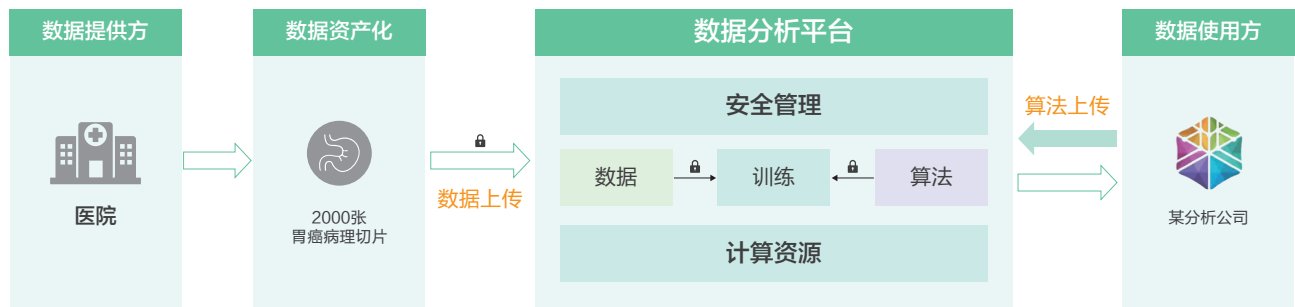 数据提供方
医院
数据资产化
2000张
胃癌病理切片
数据上传
数据分析平台
安全管理
数据
训练
算法
计算资源
算法上传
数据使用方
某分析公司